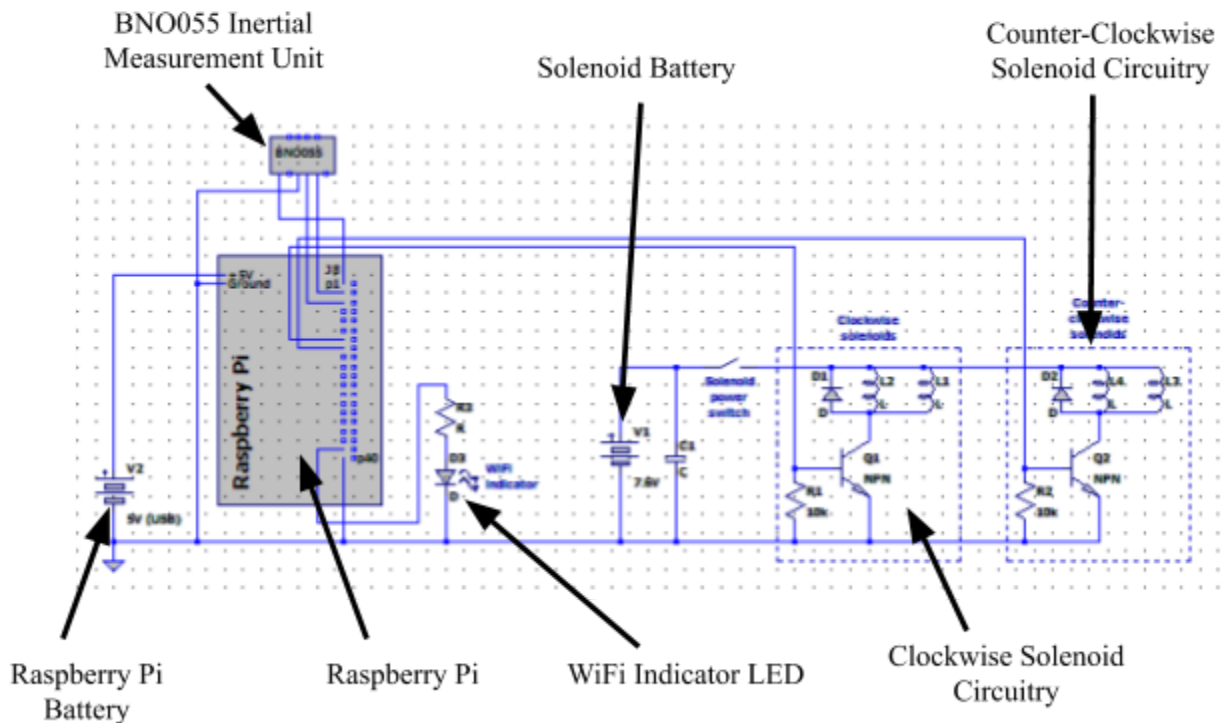 BNO055 Inertial
Measurement Unit
Solenoid Battery
Counter-Clockwise
Solenoid Circuitry
BNO055
+5V
Ground
J8
p1
Raspberry Pi
p40
V2
5V (USB)
R3
R
D3
D
WiFi
indicator
V1
7.6V
C1
C
Solenoid
power
switch
Clockwise
solenoids
D1
D
L2
L
L1
L
Q1
NPN
R1
10k
Counter-
clockwise
solenoids
D2
D
L4
L
L3
L
Q2
NPN
R2
10k
Raspberry Pi
Battery
Raspberry Pi
WiFi Indicator LED
Clockwise Solenoid
Circuitry